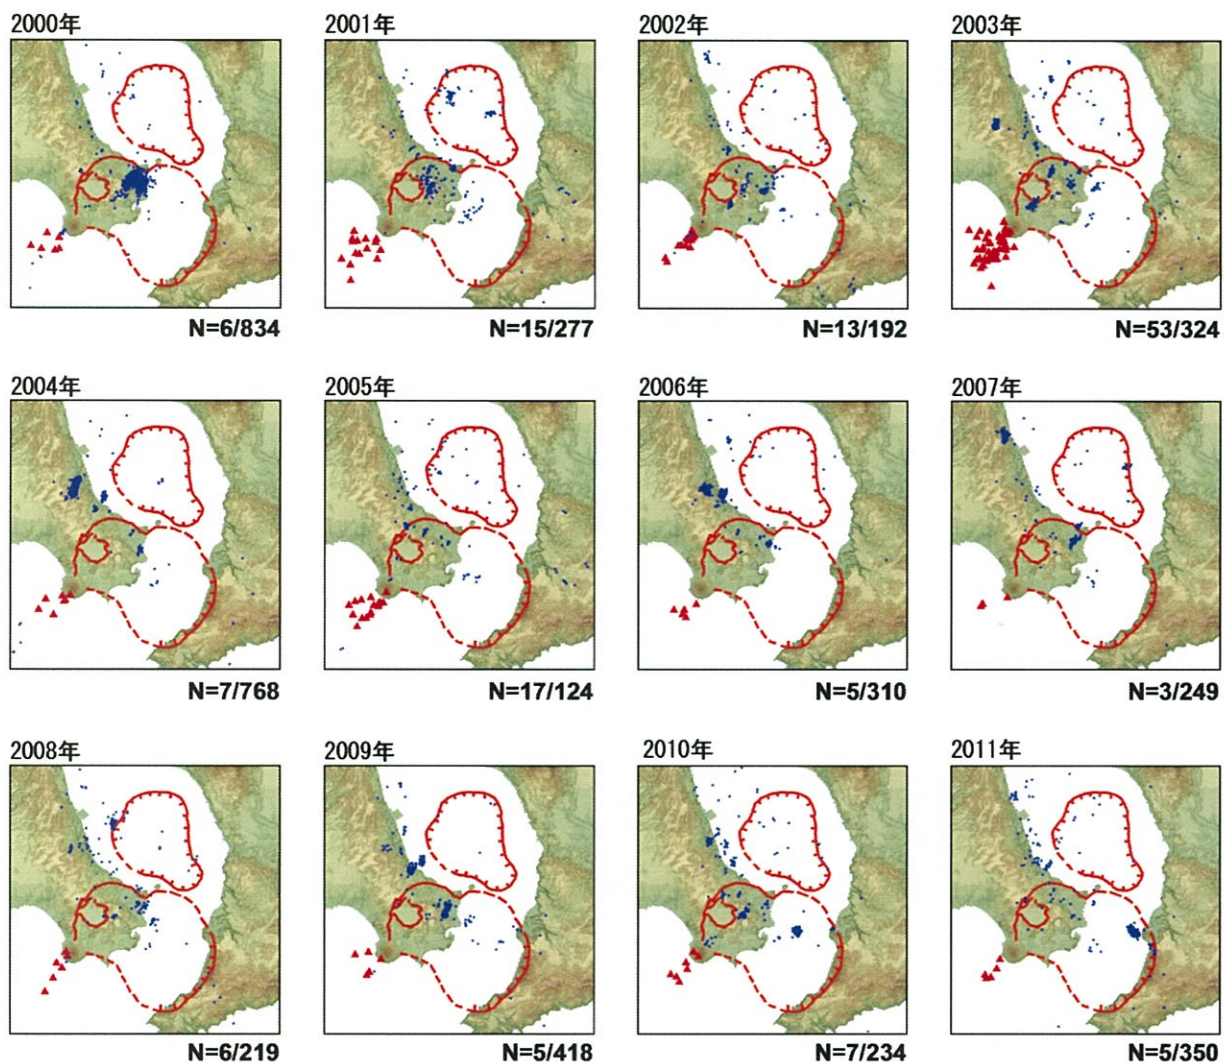 2000年
2001年
2002年
2003年
N=6/834
N=15/277
N=13/192
N=53/324
2004年
2005年
2006年
2007年
N=7/768
N=17/124
N=5/310
N=3/249
2008年
2009年
2010年
2011年
N=6/219
N=5/418
N=7/234
N=5/350